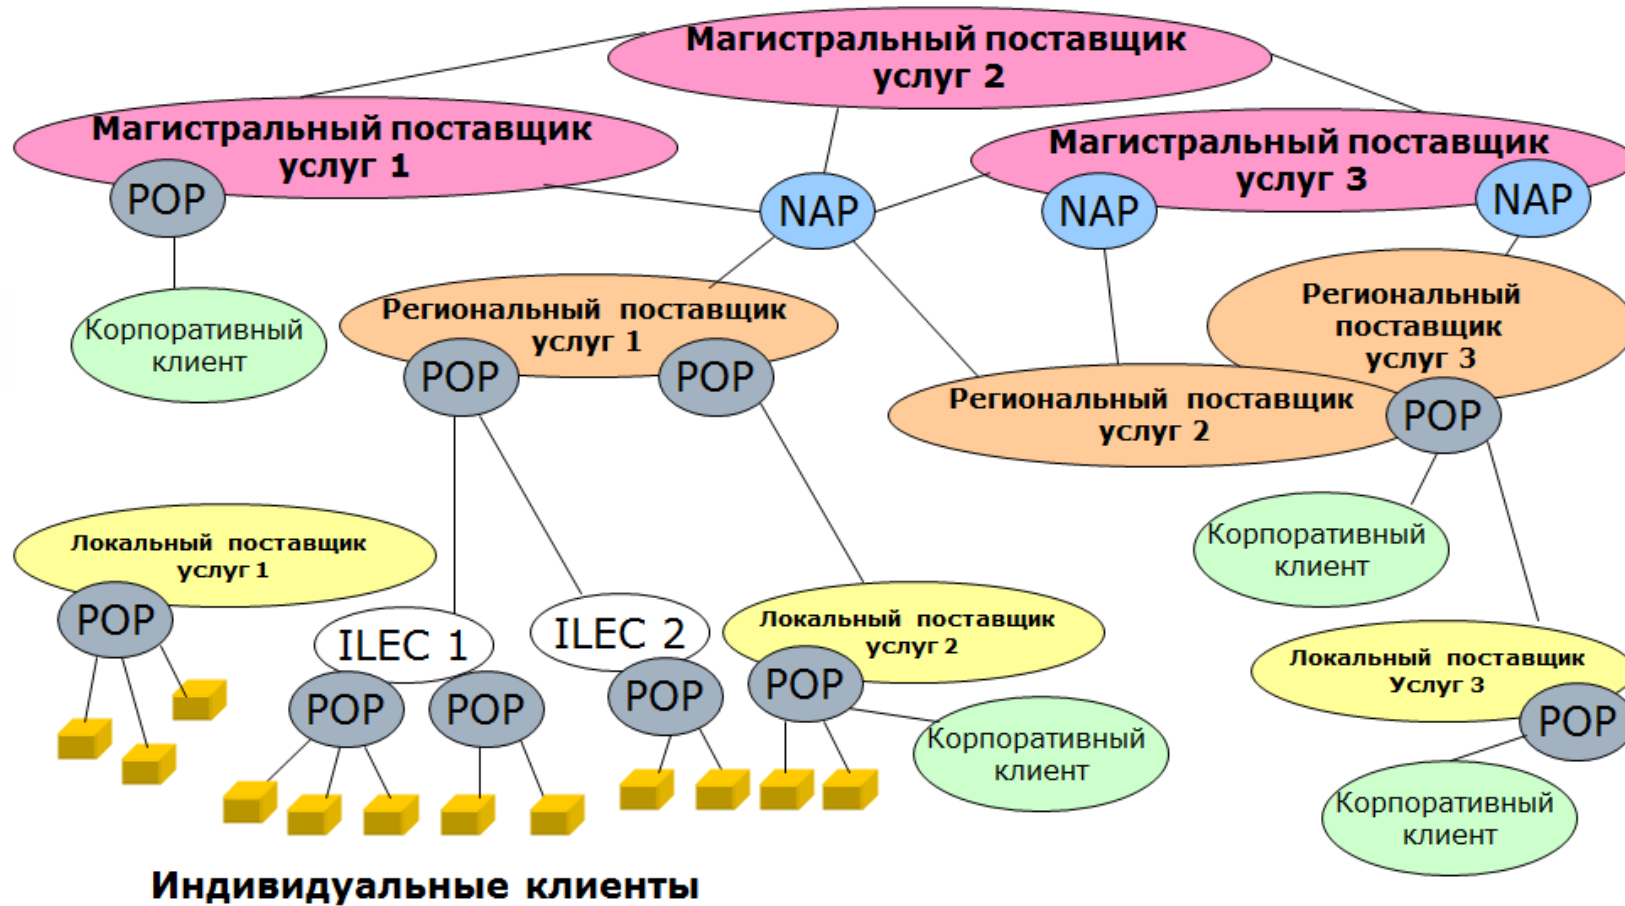 Магистральный поставщик
услуг 2
Магистральный поставщик
услуг 1
Магистральный поставщик
услуг 3
POP
NAP
NAP
NAP
Корпоративный
клиент
Региональный поставщик
услуг 1
POP
POP
Региональный
поставщик
услуг 3
Региональный поставщик
услуг 2
POP
Корпоративный
клиент
Локальный поставщик
услуг 1
POP
ILEC 1
POP
POP
ILEC 2
POP
Локальный поставщик
услуг 2
POP
Корпоративный
клиент
Локальный поставщик
Услуг 3
POP
Корпоративный
клиент
Индивидуальные клиенты